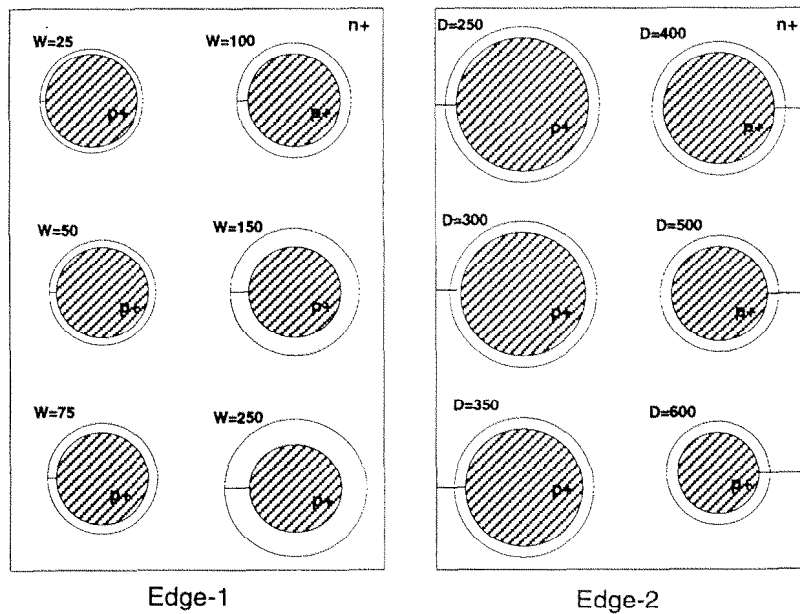 n+
W=25
W=100
p+
p+
W=50
W=150
p+
p+
W=75
W=250
p+
p+
Edge-1
D=250
D=400
n+
p+
p+
D=300
D=500
p+
p+
D=350
D=600
p+
p+
Edge-2